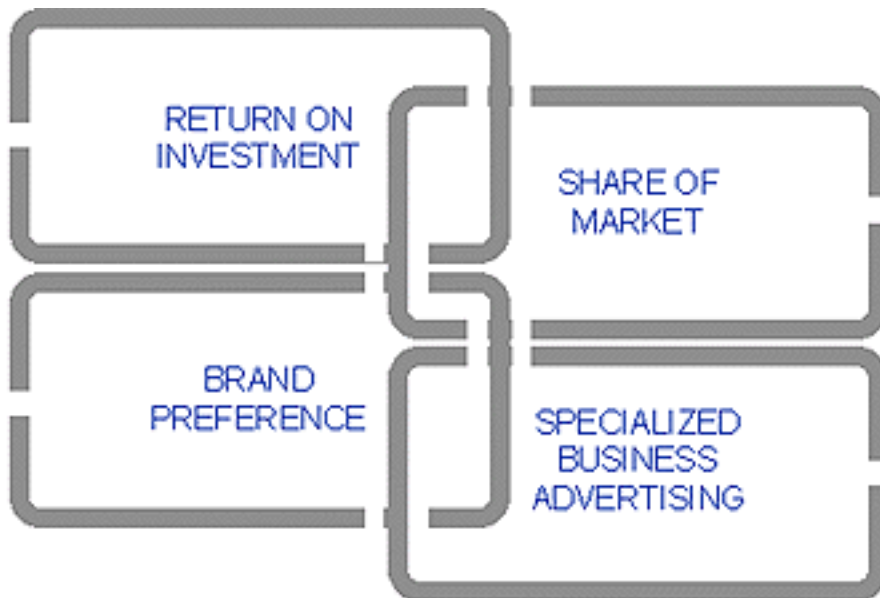 RETURN ON
INVESTMENT
SHARE OF
MARKET
BRAND
PREFERENCE
SPECIALIZED
BUSINESS
ADVERTISING